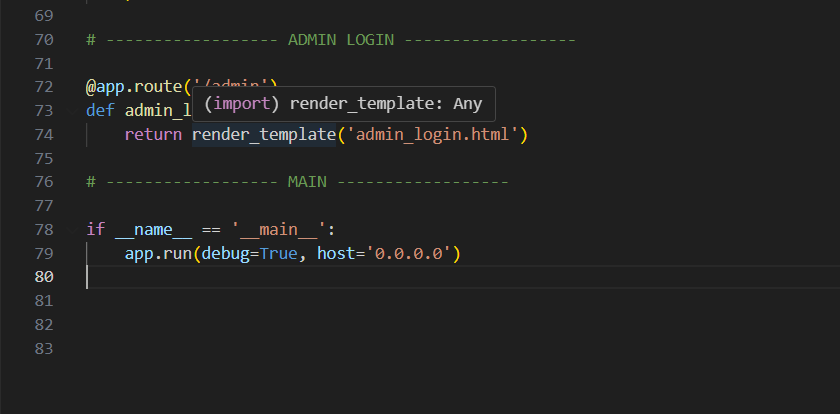 69
70 # ------------------ ADMIN LOGIN ------------------
71
72 @app.route('/admin')
(import) render_template: Any
73 def admin_l
74 return render_template('admin_login.html')
75
76 # ------------------ MAIN ------------------
77
78 if __name__ == '__main__':
79 app.run(debug=True, host='0.0.0.0')
80
81
82
83